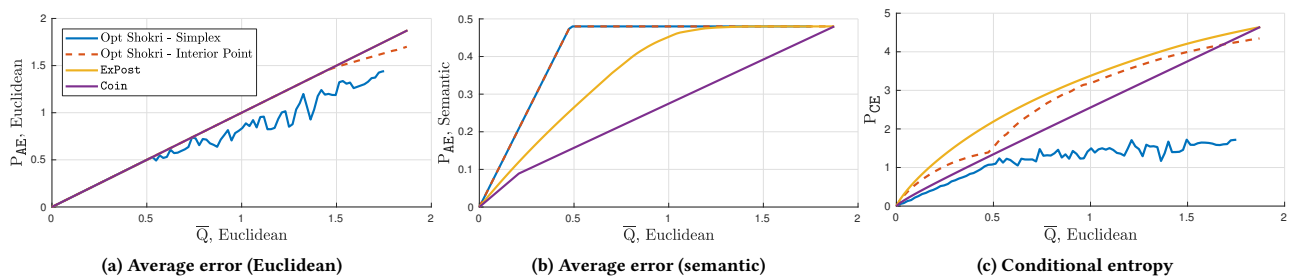 2
1.5
1
0.5
0
P_AE, Euclidean
Opt Shokri - Simplex
Opt Shokri - Interior Point
ExPost
Coin
0 0.5 1 1.5 2
Q̅, Euclidean
(a) Average error (Euclidean)
0.5
0.4
0.3
0.2
0.1
0
P_AE, Semantic
0 0.5 1 1.5 2
Q̅, Euclidean
(b) Average error (semantic)
5
4
3
2
1
0
P_CE
0 0.5 1 1.5 2
Q̅, Euclidean
(c) Conditional entropy